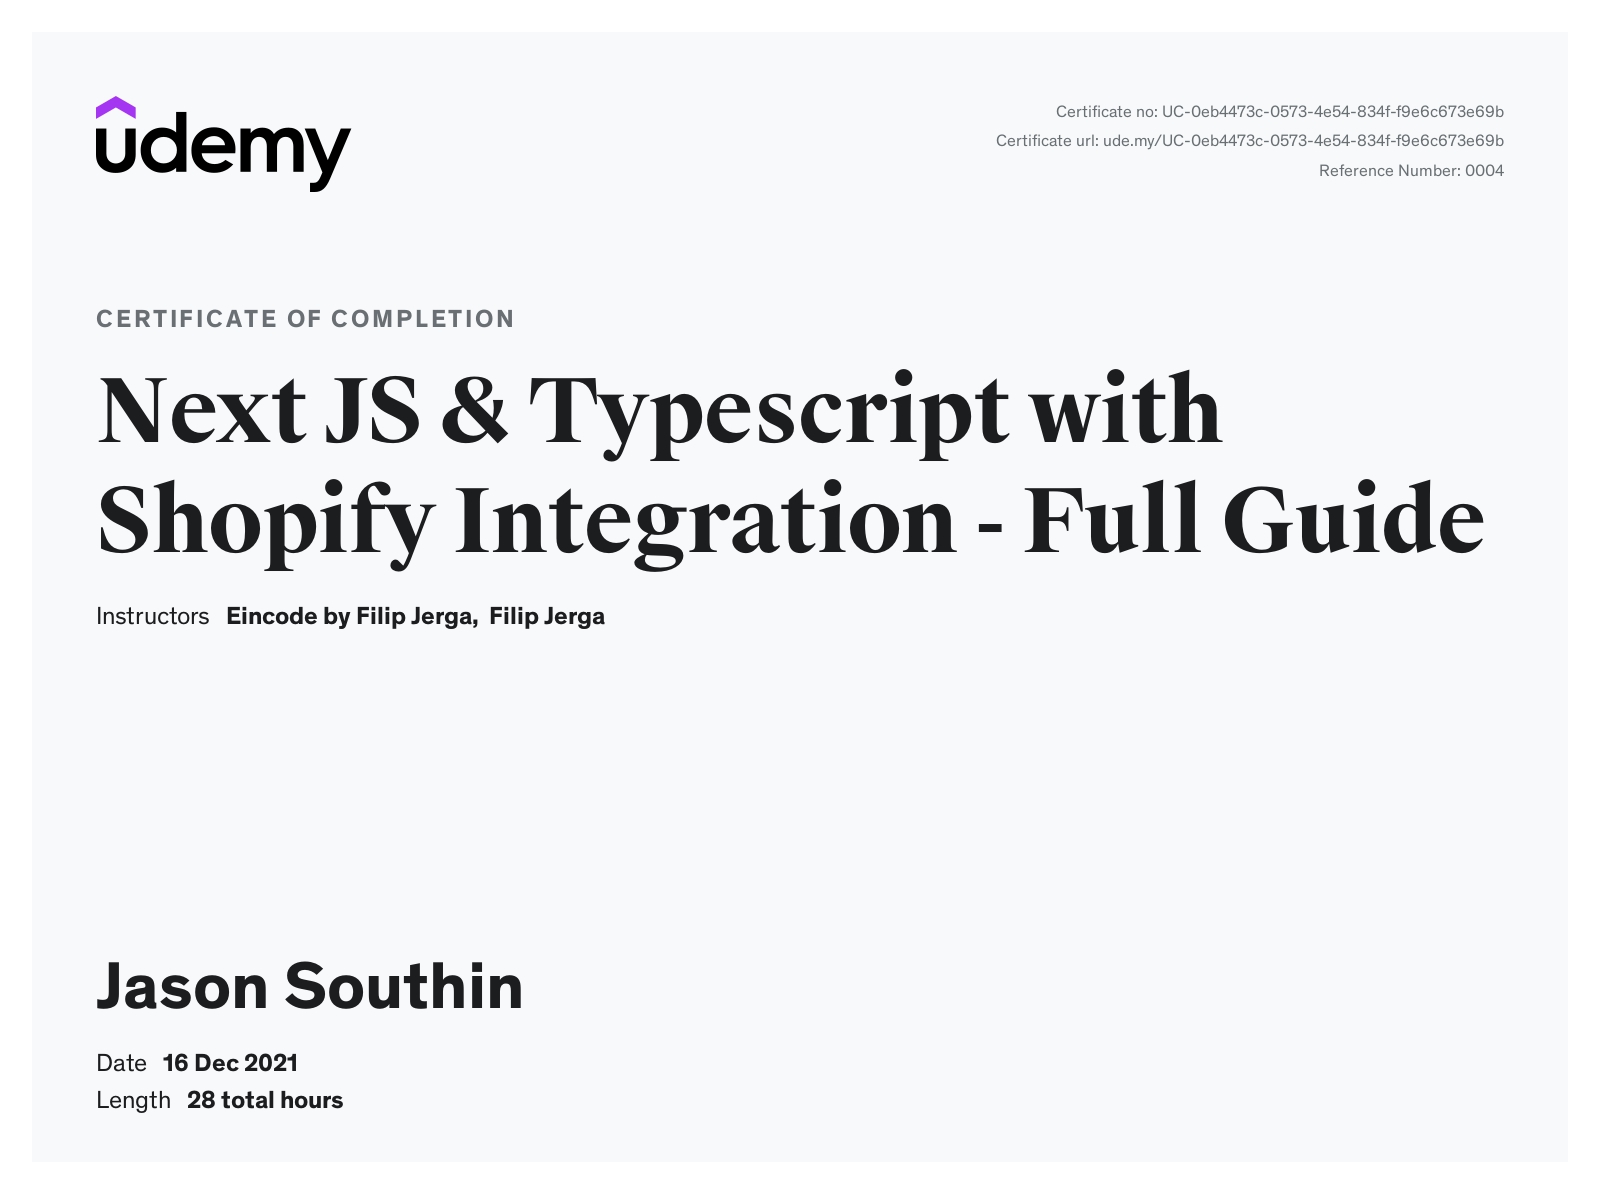 udemy
Certificate no: UC-0eb4473c-0573-4e54-834f-f9e6c673e69b
Certificate url: ude.my/UC-0eb4473c-0573-4e54-834f-f9e6c673e69b
Reference Number: 0004
CERTIFICATE OF COMPLETION
Next JS & Typescript with
Shopify Integration - Full Guide
Instructors Eincode by Filip Jerga, Filip Jerga
Jason Southin
Date 16 Dec 2021
Length 28 total hours